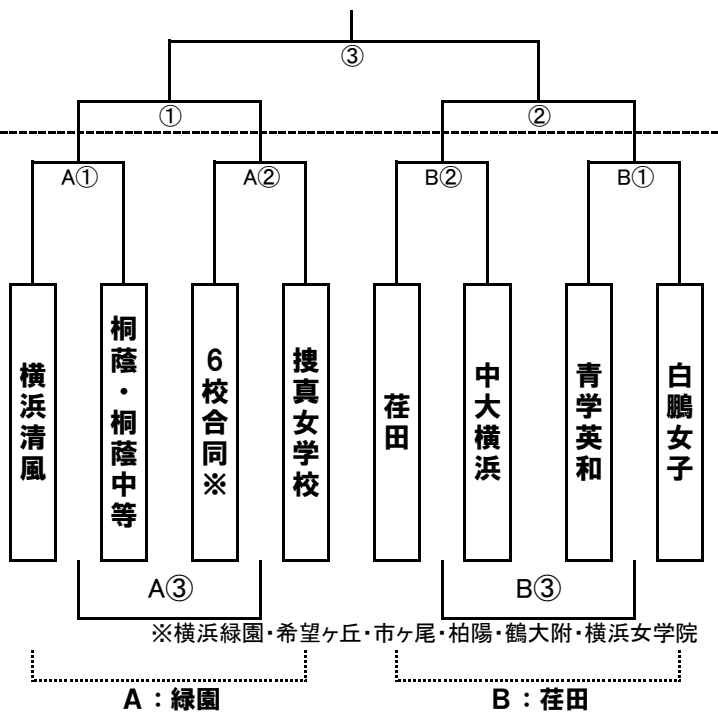 ③
①
②
A①
A②
B②
B①
横浜清風
桐蔭・桐蔭中等
6校合同※
捜真女学校
荏田
中大横浜
青学英和
白鵬女子
A③
B③
※横浜緑園・希望ヶ丘・市ヶ尾・柏陽・鶴大附・横浜女学院
A：緑園
B：荏田